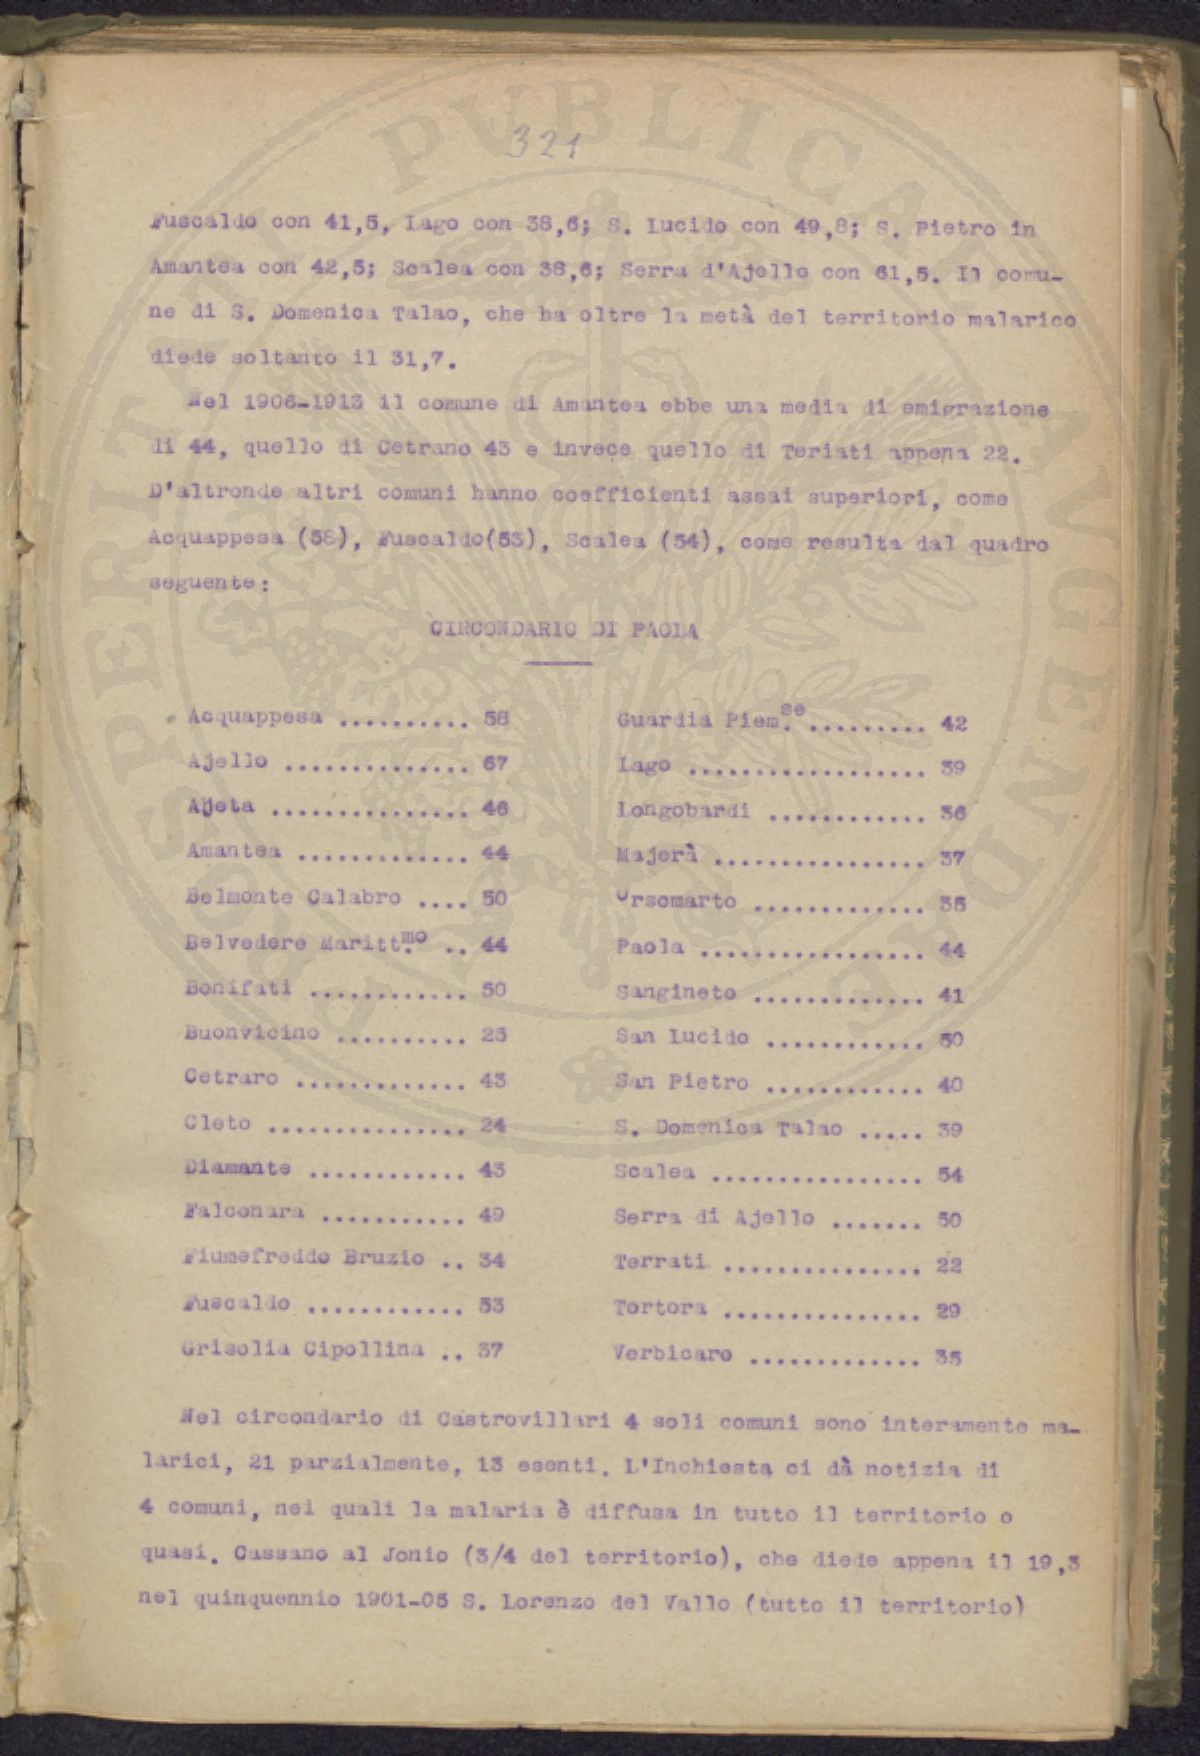 321
Fuscaldo con 41,5, Lago con 38,6; S. Lucido con 49,8; S. Pietro in
Amantea con 42,5; Scalea con 38,6; Serra d'Ajello con 61,5. Il comu-
ne di S. Domenica Talao, che ha oltre la metà del territorio malarico
diede soltanto il 31,7.
Nel 1906-1913 il comune di Amantea ebbe una media di emigrazione
di 44, quello di Cetrano 43 e invece quello di Teriati appena 22.
D'altronde altri comuni hanno coefficienti assai superiori, come
Acquappesa (58), Fuscaldo(53), Scalea (54), come resulta dal quadro
seguente:
CIRCONDARIO DI PAOLA
Acquappesa .......... 58
Ajello .............. 67
Ajeta ............... 46
Amantea ............. 44
Belmonte Calabro .... 50
Belvedere Maritt.mo .. 44
Bonifati ............ 50
Buonvicino .......... 25
Cetraro ............. 43
Cleto ............... 24
Diamante ............ 43
Falconara ........... 49
Fiumefreddo Bruzio .. 34
Fuscaldo ............ 53
Grisolia Cipollina .. 37
Guardia Piem.se ......... 42
Lago .................. 39
Longobardi ............ 36
Majerà ................ 37
Orsomarto ............. 35
Paola ................. 44
Sangineto ............. 41
San Lucido ............ 50
San Pietro ............ 40
S. Domenica Talao ..... 39
Scalea ................ 54
Serra di Ajello ....... 50
Terrati ............... 22
Tortora ............... 29
Verbicaro ............. 35
Nel circondario di Castrovillari 4 soli comuni sono interamente ma-
larici, 21 parzialmente, 13 esenti. L'Inchiesta ci dà notizia di
4 comuni, nei quali la malaria è diffusa in tutto il territorio o
quasi. Cassano al Jonio (3/4 del territorio), che diede appena il 19,3
nel quinquennio 1901-05 S. Lorenzo del Vallo (tutto il territorio)